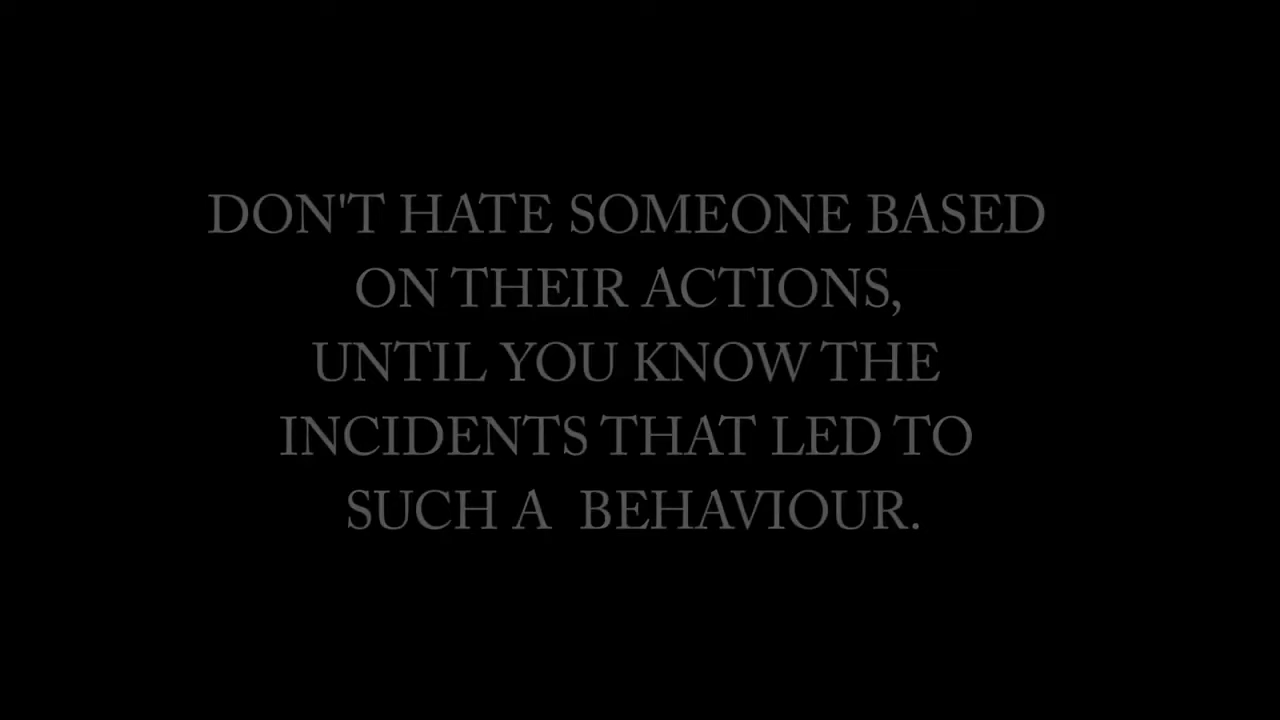 DON'T HATE SOMEONE BASED
ON THEIR ACTIONS,
UNTIL YOU KNOW THE
INCIDENTS THAT LED TO
SUCH A  BEHAVIOUR.